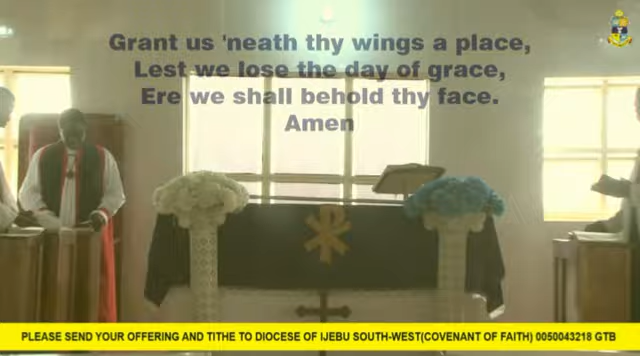 Grant us 'neath thy wings a place,
Lest we lose the day of grace,
Ere we shall behold thy face.
Amen
PLEASE SEND YOUR OFFERING AND TITHE TO DIOCESE OF IJEBU SOUTH-WEST(COVENANT OF FAITH) 0050043218 GTB